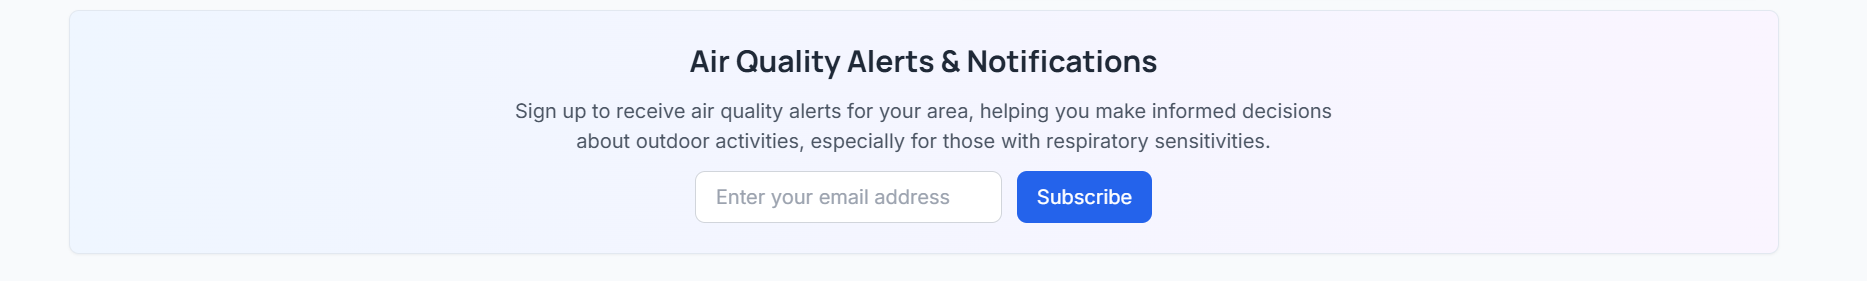 Air Quality Alerts & Notifications
Sign up to receive air quality alerts for your area, helping you make informed decisions
about outdoor activities, especially for those with respiratory sensitivities.
Enter your email address
Subscribe